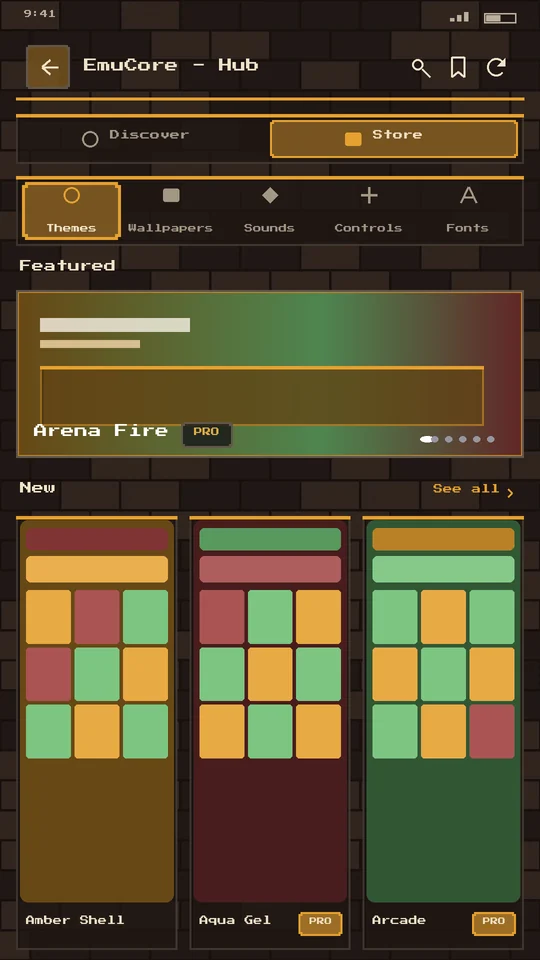 9:41
EmuCore - Hub
Discover
Store
Themes
Wallpapers
Sounds
Controls
Fonts
Featured
Arena Fire
PRO
New
See all
Amber Shell
Aqua Gel
PRO
Arcade
PRO